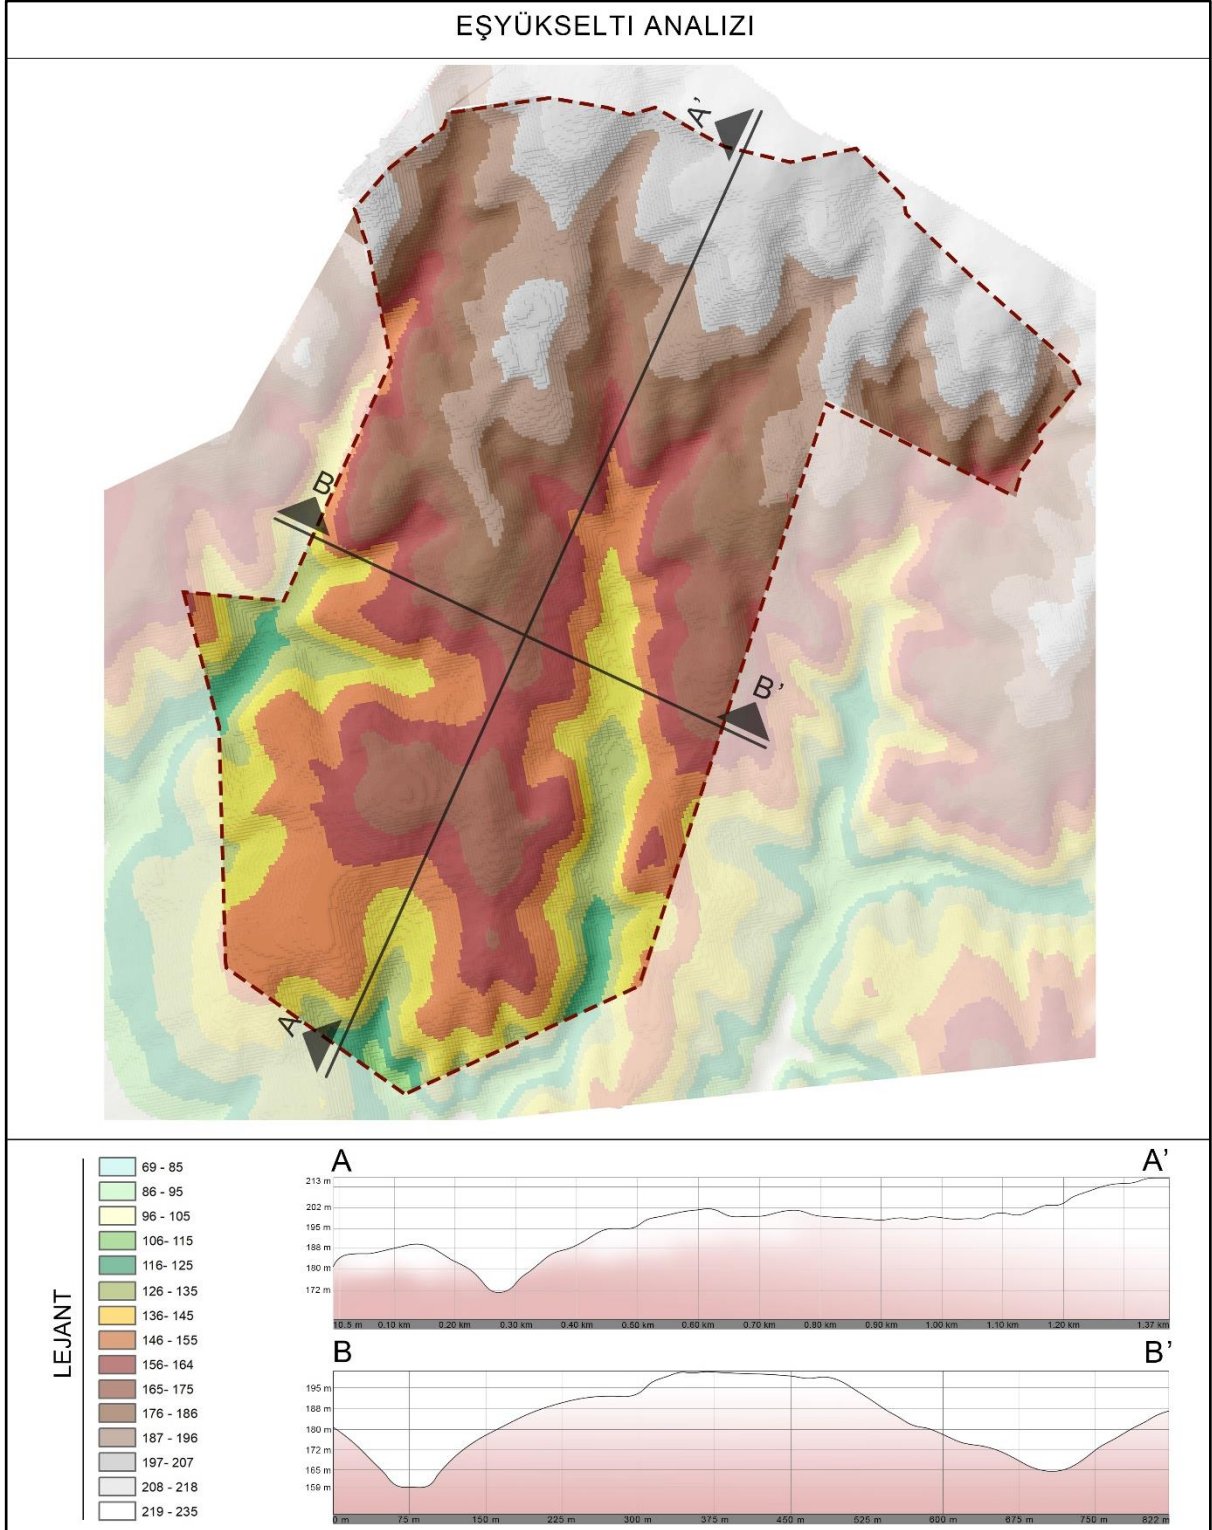 EŞYÜKSELTI ANALIZI
A’
B
B’
A
LEJANT
69 - 85
86 - 95
96 - 105
106- 115
116- 125
126 - 135
136- 145
146 - 155
156- 164
165- 175
176 - 186
187 - 196
197- 207
208 - 218
219 - 235
A A’
213 m
202 m
195 m
188 m
180 m
172 m
10.5 m 0.10 km 0.20 km 0.30 km 0.40 km 0.50 km 0.60 km 0.70 km 0.80 km 0.90 km 1.00 km 1.10 km 1.20 km 1.37 km
B B’
195 m
188 m
180 m
172 m
165 m
159 m
0 m 75 m 150 m 225 m 300 m 375 m 450 m 525 m 600 m 675 m 750 m 822 m